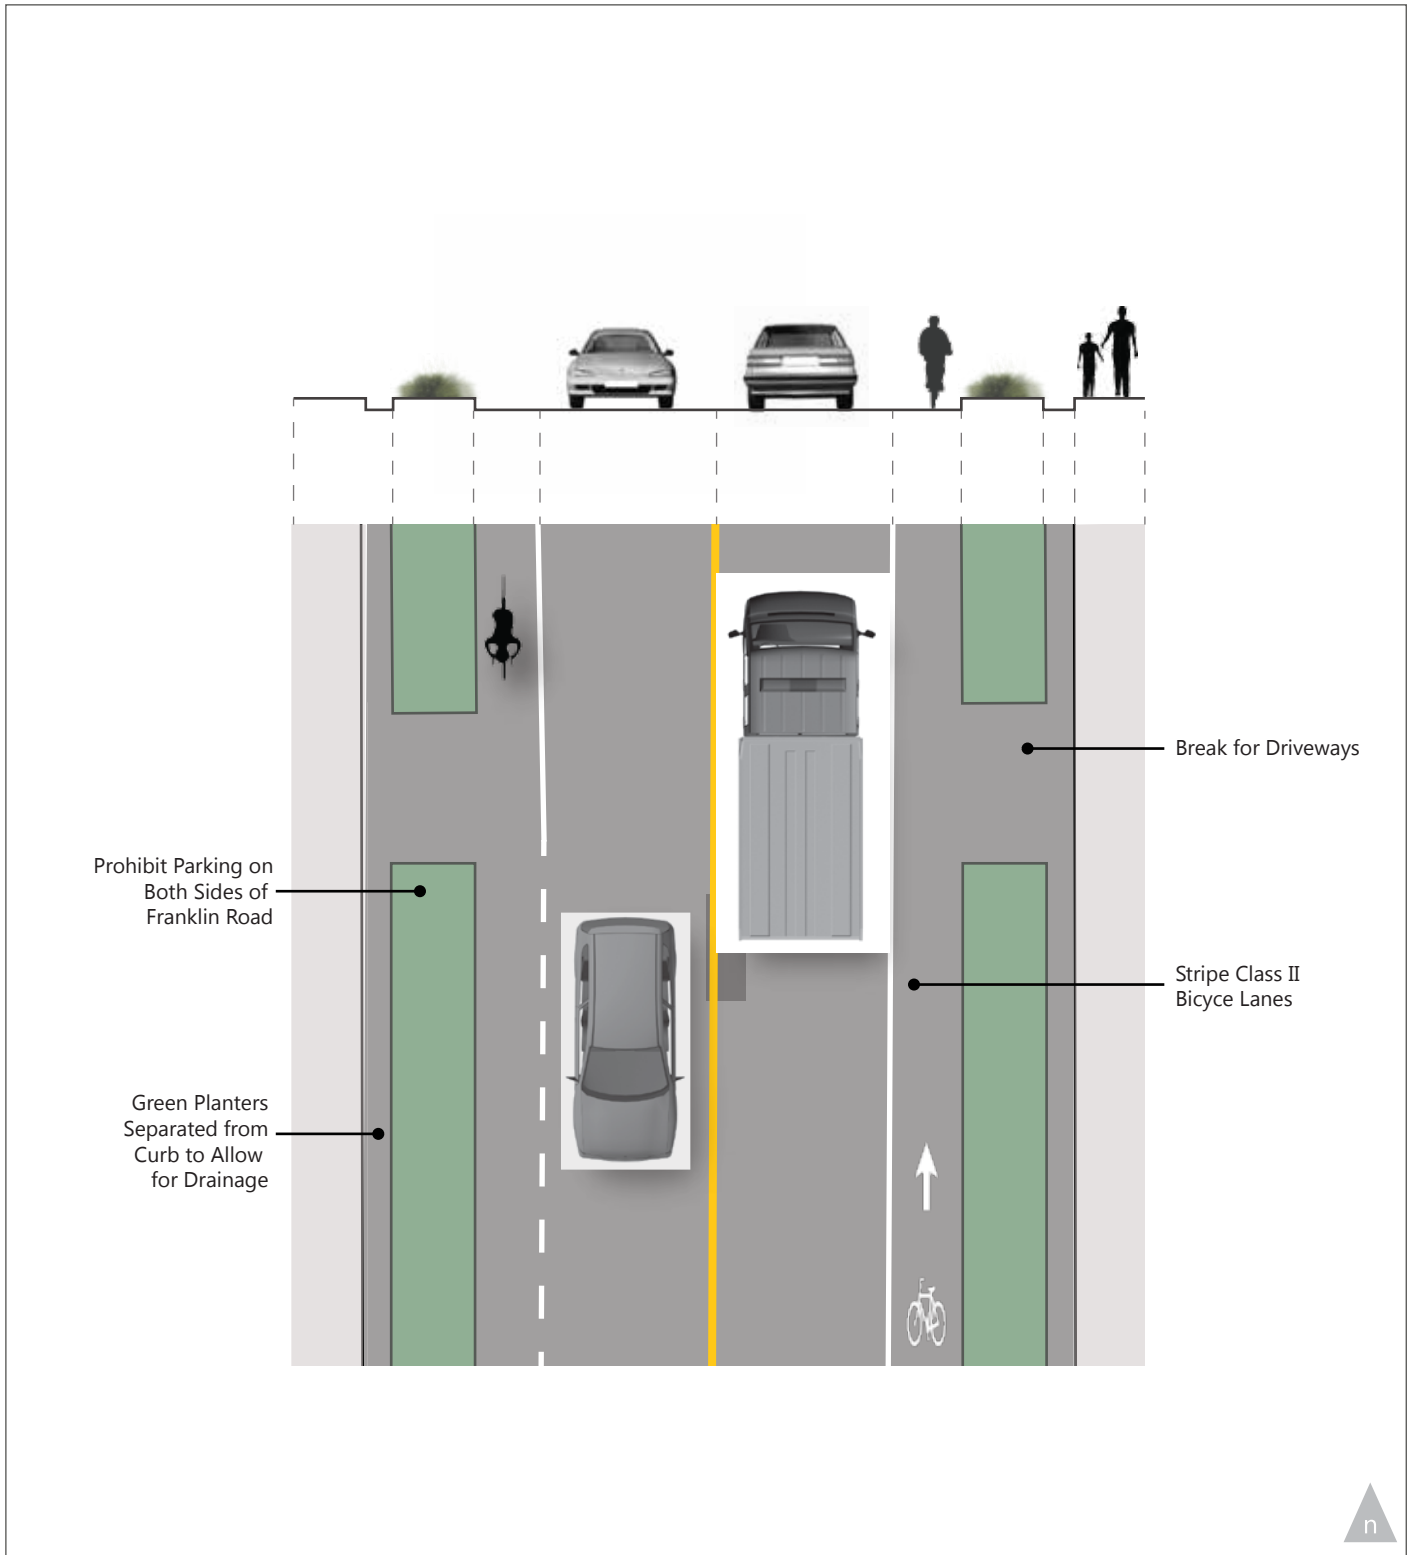 Break for Driveways
Prohibit Parking on
Both Sides of
Franklin Road
Stripe Class II
Bicyce Lanes
Green Planters
Separated from
Curb to Allow
for Drainage
n